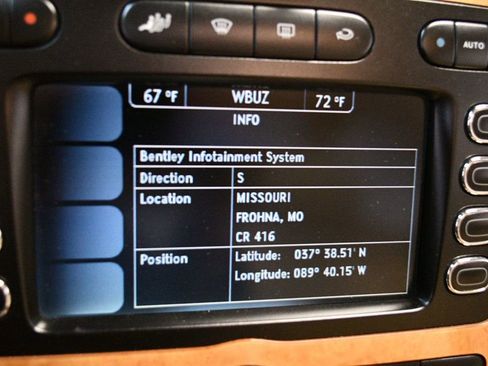 AUTO
67 °F WBUZ 72 °F
INFO
Bentley Infotainment System
Direction S
Location MISSOURI
FROHNA, MO
CR 416
Position Latitude: 037° 38.51' N
Longitude: 089° 40.15' W